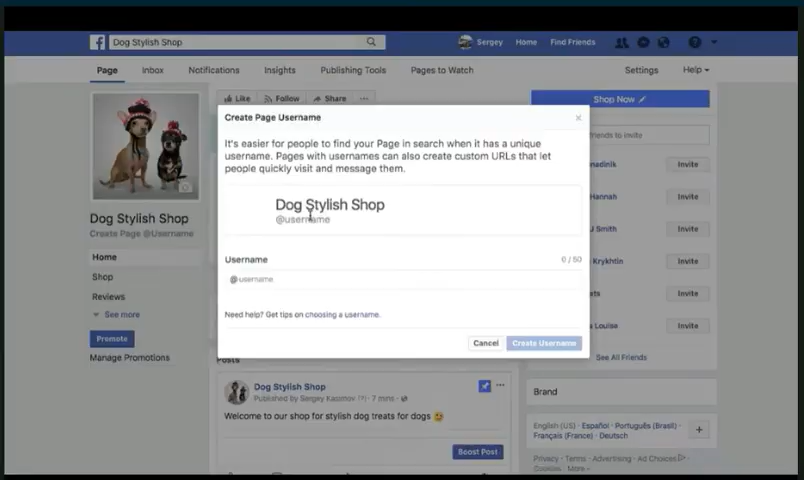 Dog Stylish Shop
Sergey Home Find Friends
Page Inbox Notifications Insights Publishing Tools Pages to Watch Settings Help
Like Follow Share ...
Shop Now
Create Page Username ×
It's easier for people to find your Page in search when it has a unique
username. Pages with usernames can also create custom URLs that let
people quickly visit and message them.
Dog Stylish Shop
@username
Username 0 / 50
@username
Need help? Get tips on choosing a username.
Cancel Create Username
Dog Stylish Shop
Create Page @Username
Home
Shop
Reviews
See more
Promote
Manage Promotions
friends to invite
Invite
Hannah Invite
Smith Invite
Krykhtin Invite
Invite
Louise Invite
See All Friends
Posts
Dog Stylish Shop ...
Published by Sergey Kasimov [?] · 7 mins ·
Welcome to our shop for stylish dog treats for dogs
Boost Post
Brand
English (US) · Español · Português (Brasil) ·
Français (France) · Deutsch
+
Privacy · Terms · Advertising · Ad Choices ·
Cookies · More